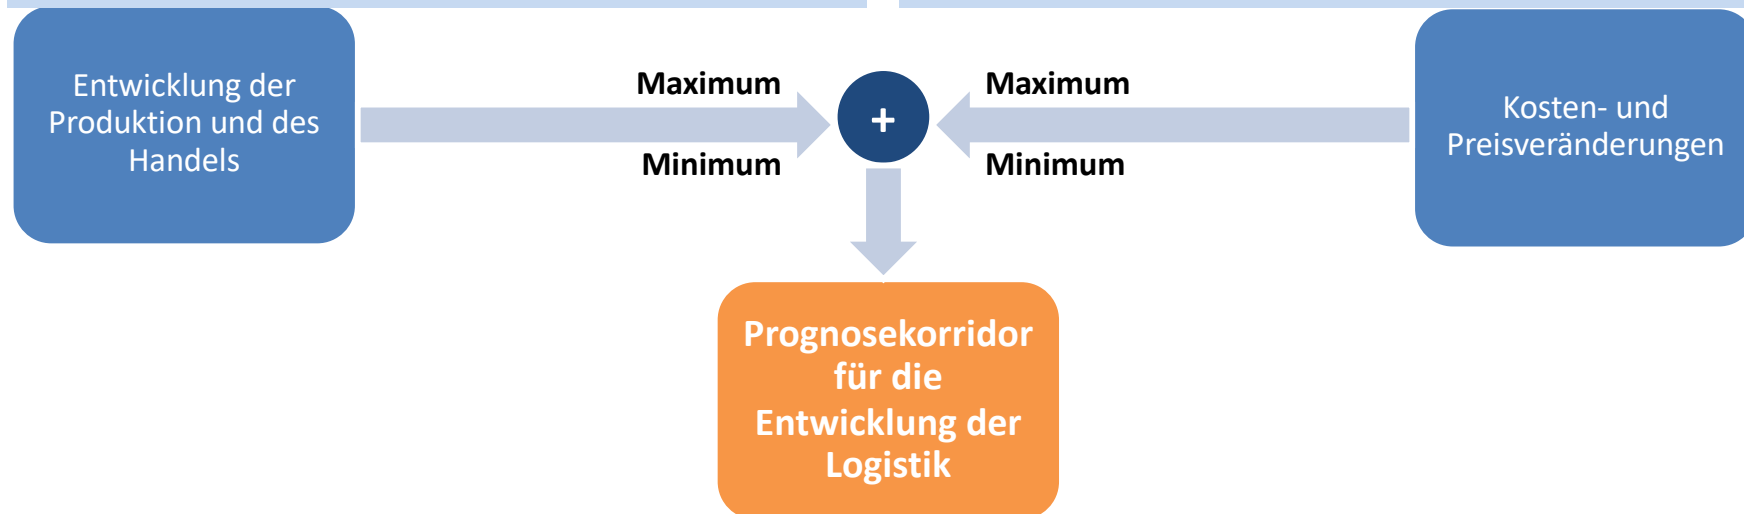 Entwicklung der
Produktion und des
Handels
Maximum
Minimum
+
Maximum
Minimum
Kosten- und
Preisveränderungen
Prognosekorridor
für die
Entwicklung der
Logistik